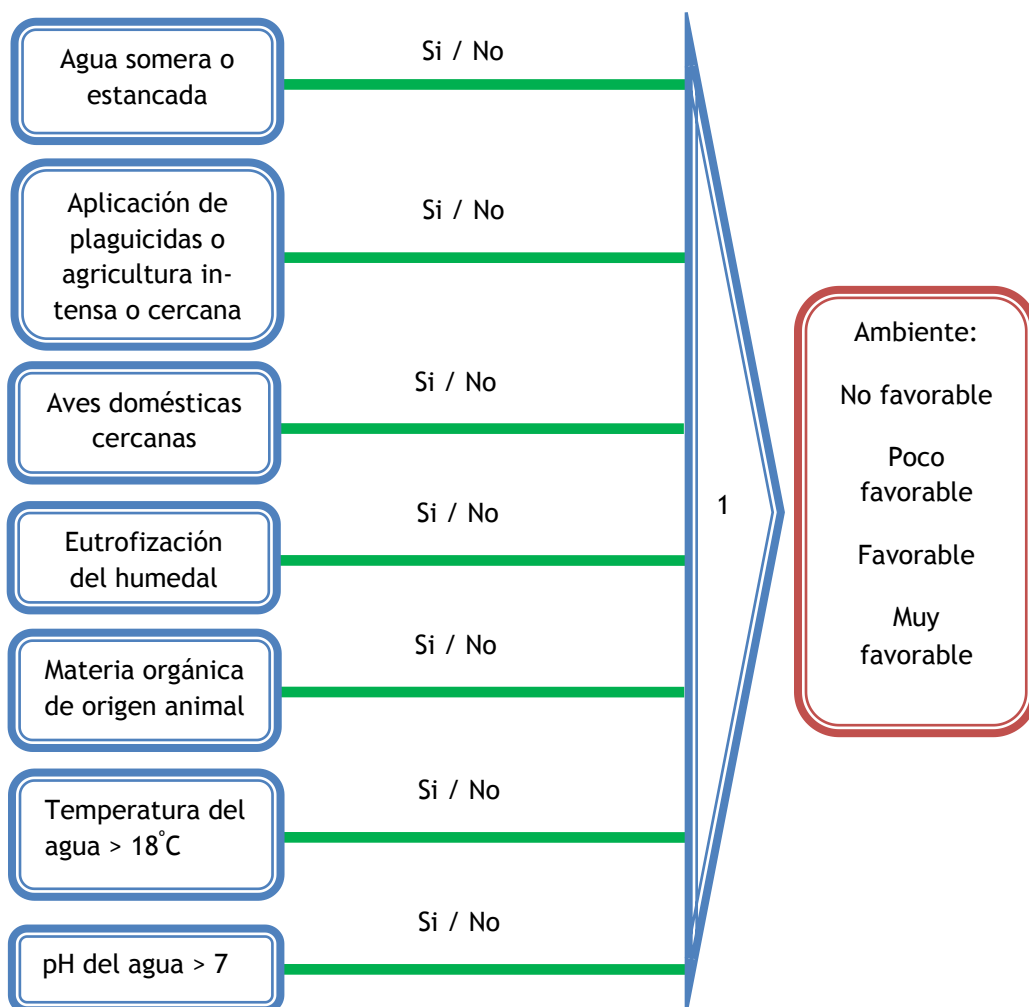 Agua somera o
estancada
Si / No
Aplicación de
plaguicidas o
agricultura in-
tensa o cercana
Si / No
Aves domésticas
cercanas
Si / No
Eutrofización
del humedal
Si / No
Materia orgánica
de origen animal
Si / No
Temperatura del
agua > 18°C
Si / No
pH del agua > 7
Si / No
1
Ambiente:
No favorable
Poco
favorable
Favorable
Muy
favorable